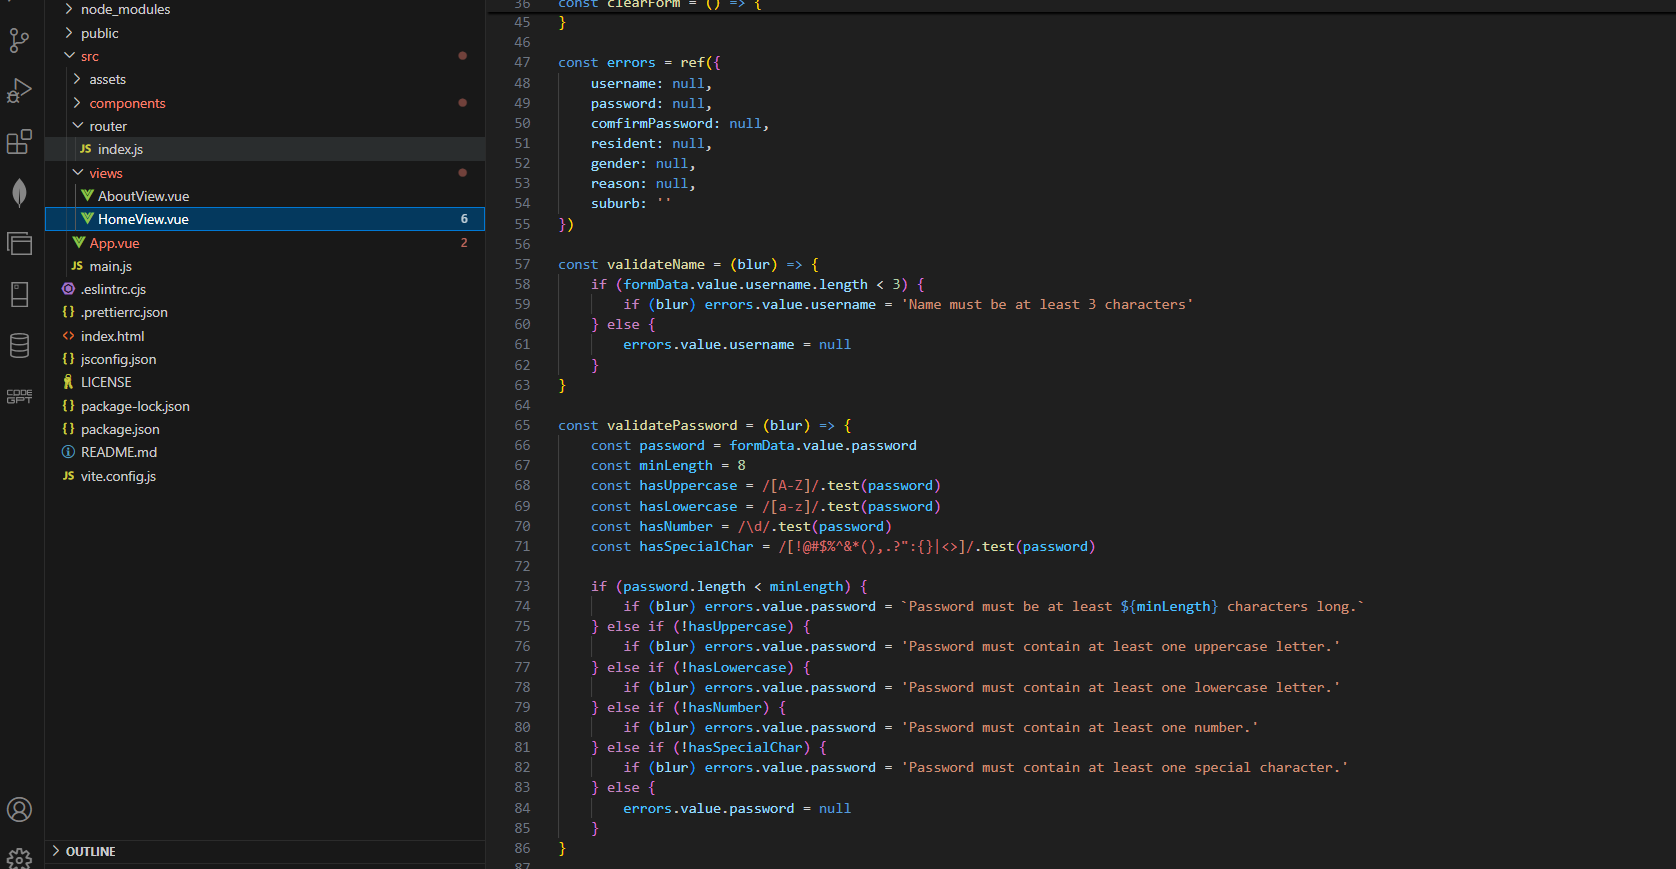 node_modules
public
src
assets
components
router
JS index.js
views
AboutView.vue
HomeView.vue 6
App.vue 2
JS main.js
.eslintrc.cjs
{} .prettierrc.json
<> index.html
{} jsconfig.json
LICENSE
{} package-lock.json
{} package.json
README.md
JS vite.config.js
CODE
GPT
OUTLINE
36 const clearForm = () => {
45 }
46
47 const errors = ref({
48 username: null,
49 password: null,
50 comfirmPassword: null,
51 resident: null,
52 gender: null,
53 reason: null,
54 suburb: ''
55 })
56
57 const validateName = (blur) => {
58 if (formData.value.username.length < 3) {
59 if (blur) errors.value.username = 'Name must be at least 3 characters'
60 } else {
61 errors.value.username = null
62 }
63 }
64
65 const validatePassword = (blur) => {
66 const password = formData.value.password
67 const minLength = 8
68 const hasUppercase = /[A-Z]/.test(password)
69 const hasLowercase = /[a-z]/.test(password)
70 const hasNumber = /\d/.test(password)
71 const hasSpecialChar = /[!@#$%^&*(),.?":{}|<>]/.test(password)
72
73 if (password.length < minLength) {
74 if (blur) errors.value.password = `Password must be at least ${minLength} characters long.`
75 } else if (!hasUppercase) {
76 if (blur) errors.value.password = 'Password must contain at least one uppercase letter.'
77 } else if (!hasLowercase) {
78 if (blur) errors.value.password = 'Password must contain at least one lowercase letter.'
79 } else if (!hasNumber) {
80 if (blur) errors.value.password = 'Password must contain at least one number.'
81 } else if (!hasSpecialChar) {
82 if (blur) errors.value.password = 'Password must contain at least one special character.'
83 } else {
84 errors.value.password = null
85 }
86 }
87